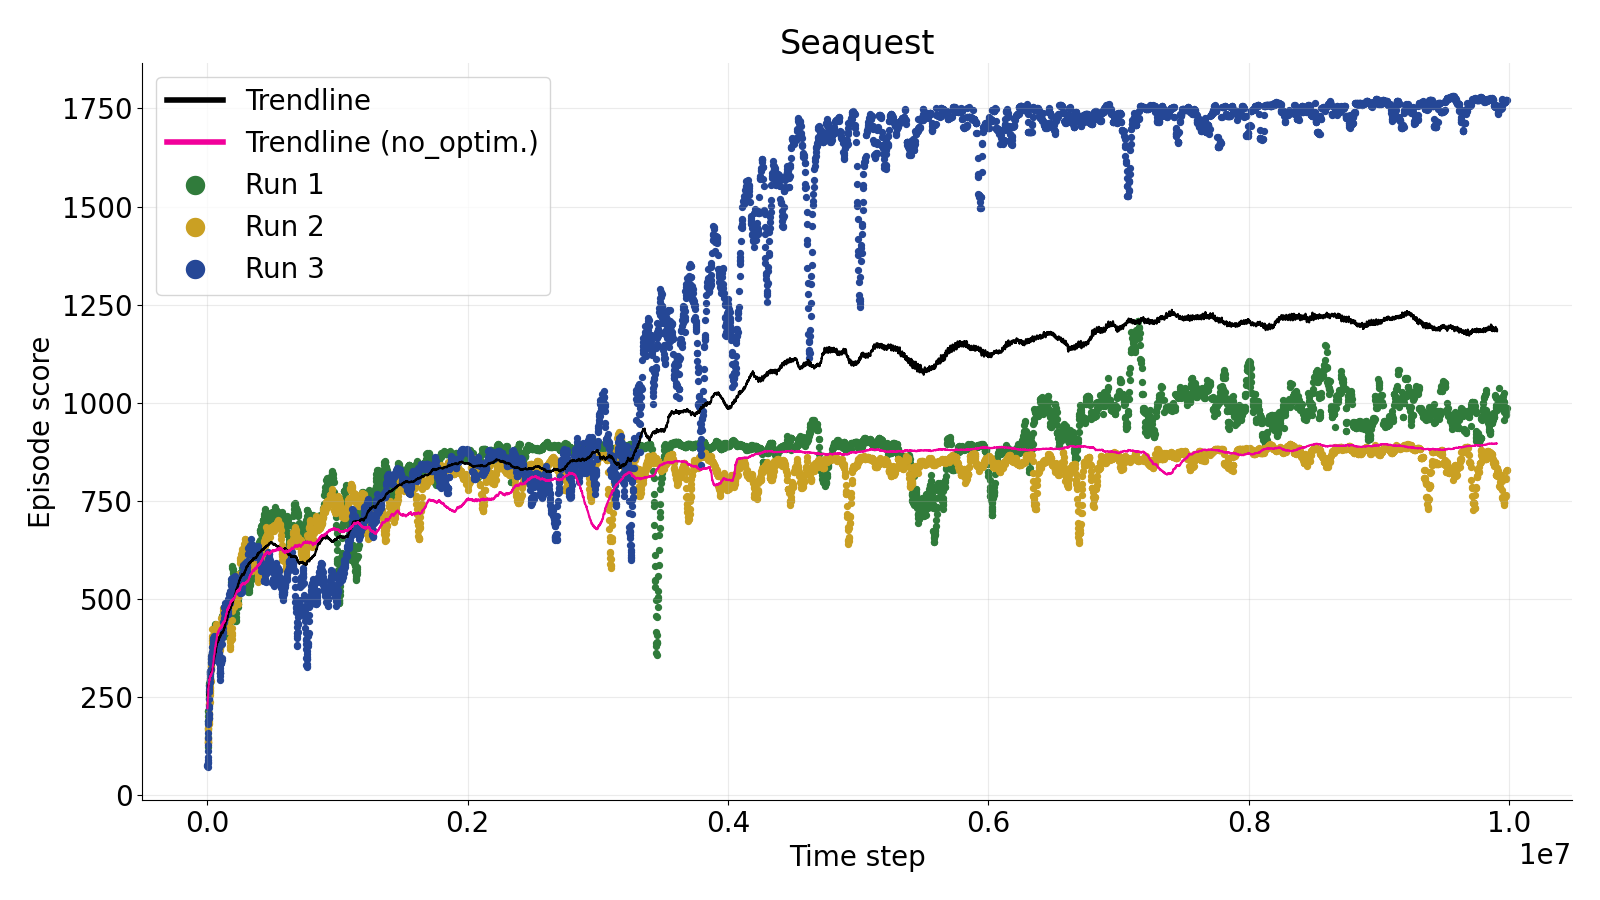 Seaquest
Trendline
Trendline (no_optim.)
Run 1
Run 2
Run 3
Episode score
1750
1500
1250
1000
750
500
250
0
0.0 0.2 0.4 0.6 0.8 1.0
1e7
Time step